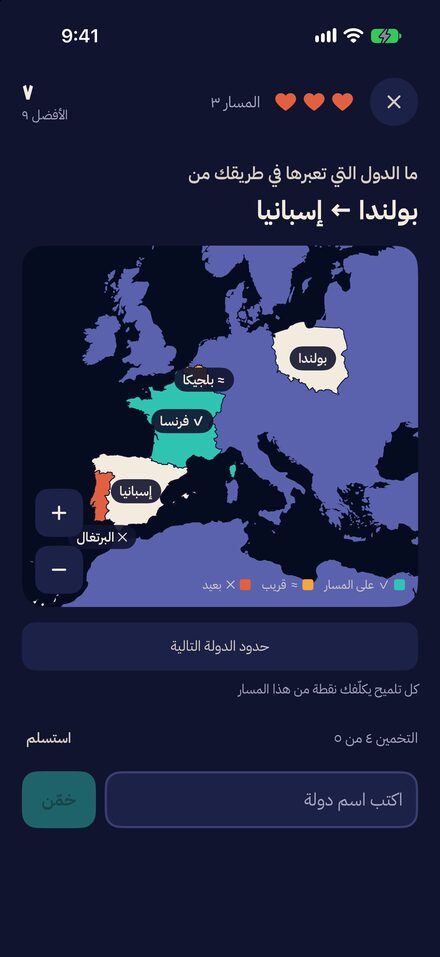 9:41
المسار ٣
٧
الأفضل ٩
ما الدول التي تعبرها في طريقك من
بولندا ← إسبانيا
بولندا
≈ بلجيكا
✓ فرنسا
إسبانيا
× البرتغال
+
−
✓ على المسار
≈ قريب
× بعيد
حدود الدولة التالية
كل تلميح يكلّفك نقطة من هذا المسار
التخمين ٤ من ٥
استسلم
اكتب اسم دولة
خمّن